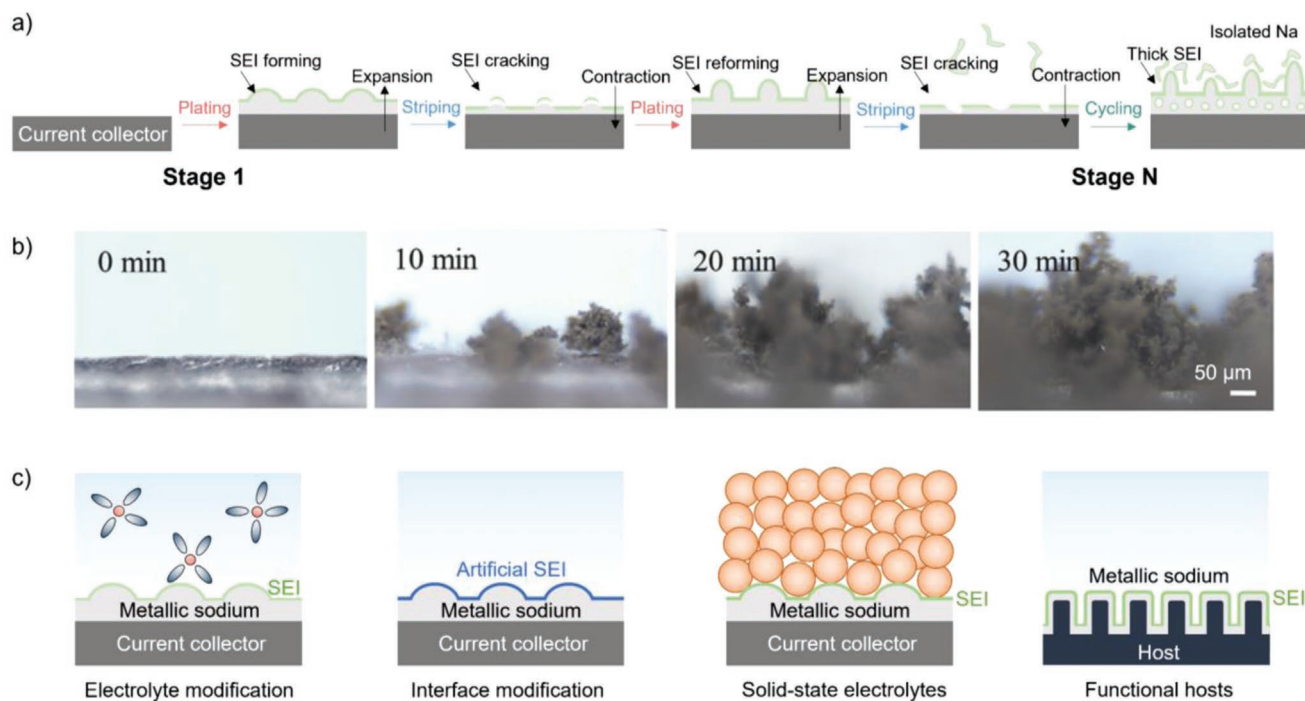 a)
SEI forming
Expansion
SEI cracking
Contraction
SEI reforming
Expansion
SEI cracking
Contraction
Thick SEI
Isolated Na
Current collector
Plating
Striping
Plating
Striping
Cycling
Stage 1
Stage N
b)
0 min
10 min
20 min
30 min
50 μm
c)
SEI
Metallic sodium
Current collector
Electrolyte modification
Artificial SEI
Metallic sodium
Current collector
Interface modification
Metallic sodium
SEI
Current collector
Solid-state electrolytes
Metallic sodium
SEI
Host
Functional hosts